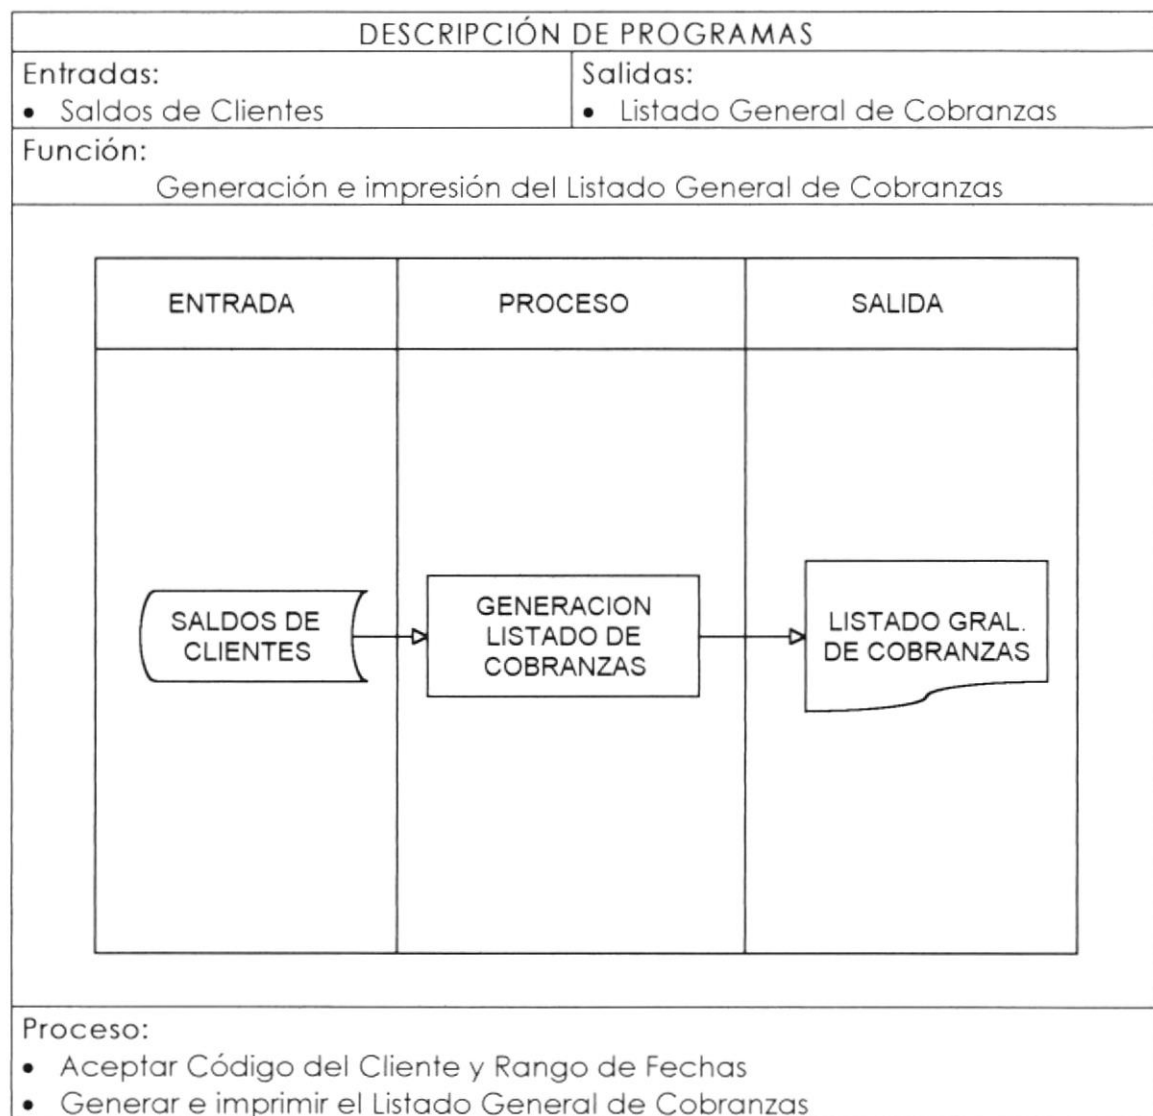 DESCRIPCIÓN DE PROGRAMAS
Entradas:
• Saldos de Clientes
Salidas:
• Listado General de Cobranzas
Función:
Generación e impresión del Listado General de Cobranzas
ENTRADA
PROCESO
SALIDA
SALDOS DE
CLIENTES
GENERACION
LISTADO DE
COBRANZAS
LISTADO GRAL.
DE COBRANZAS
Proceso:
• Aceptar Código del Cliente y Rango de Fechas
• Generar e imprimir el Listado General de Cobranzas